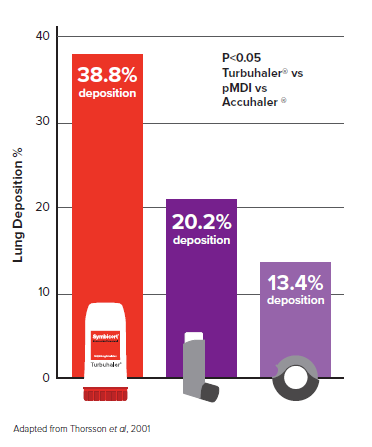 40
30
20
10
0
Lung Deposition %
P<0.05
Turbuhaler® vs
pMDI vs
Accuhaler ®
38.8%
deposition
20.2%
deposition
13.4%
deposition
Symbicort
Turbuhaler®
Adapted from Thorsson et al, 2001